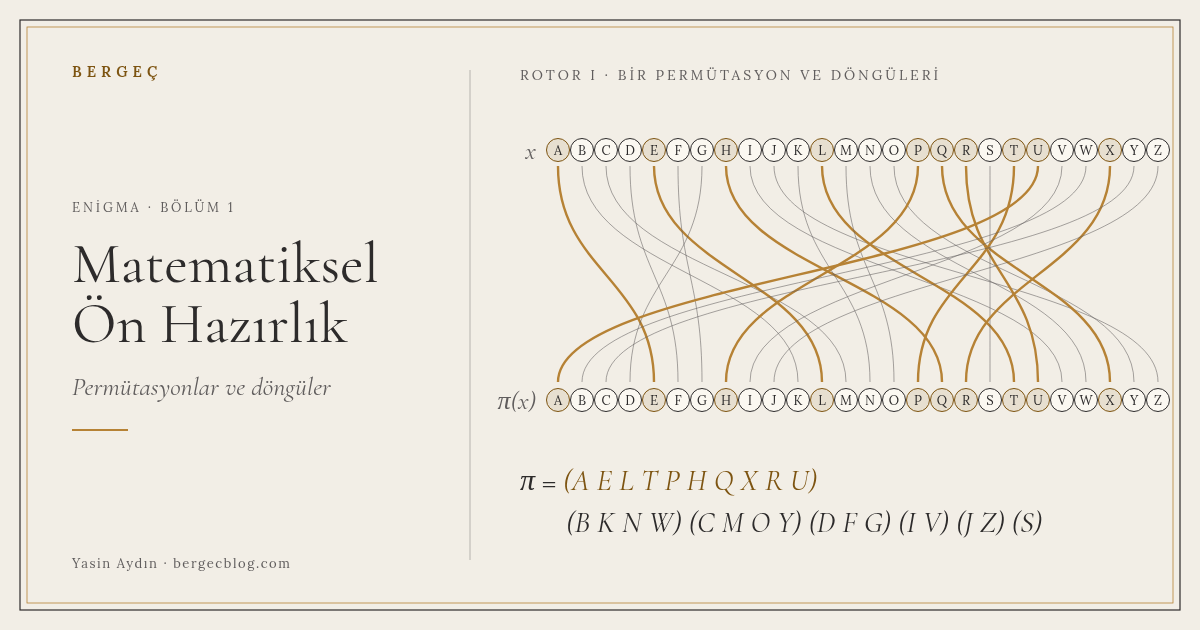 BERGEÇ
ENİGMA · BÖLÜM 1
Matematiksel
Ön Hazırlık
Permütasyonlar ve döngüler
Yasin Aydın · bergecblog.com
ROTOR I · BİR PERMÜTASYON VE DÖNGÜLERİ
x A B C D E F G H I J K L M N O P Q R S T U V W X Y Z
π(x) A B C D E F G H I J K L M N O P Q R S T U V W X Y Z
π = (A E L T P H Q X R U)
(B K N W) (C M O Y) (D F G) (I V) (J Z) (S)